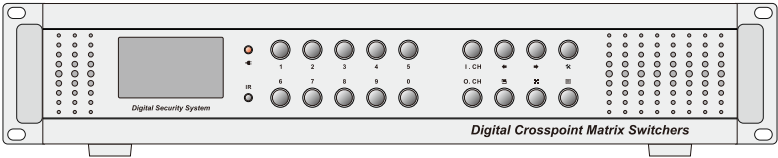 1 2 3 4 5 I . CH
6 7 8 9 0 O. CH
IR
Digital Security System
Digital Crosspoint Matrix Switchers